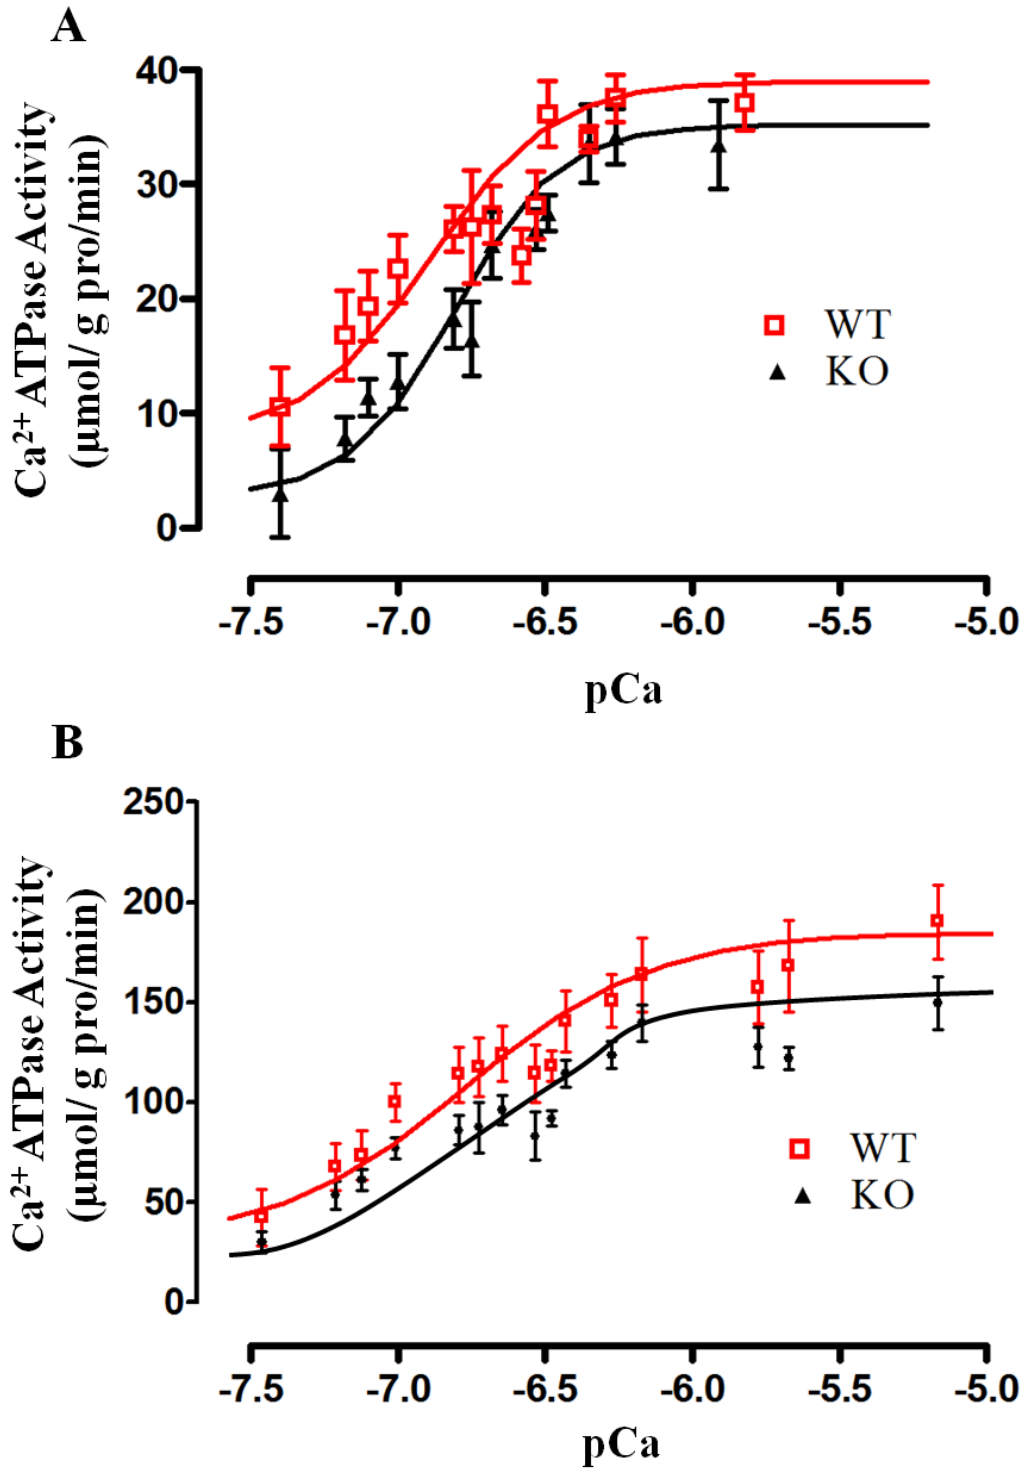 A
Ca²⁺ ATPase Activity
(µmol/ g pro/min)
40
30
20
10
0
WT
KO
-7.5 -7.0 -6.5 -6.0 -5.5 -5.0
pCa
B
Ca²⁺ ATPase Activity
(µmol/ g pro/min)
250
200
150
100
50
0
WT
KO
-7.5 -7.0 -6.5 -6.0 -5.5 -5.0
pCa